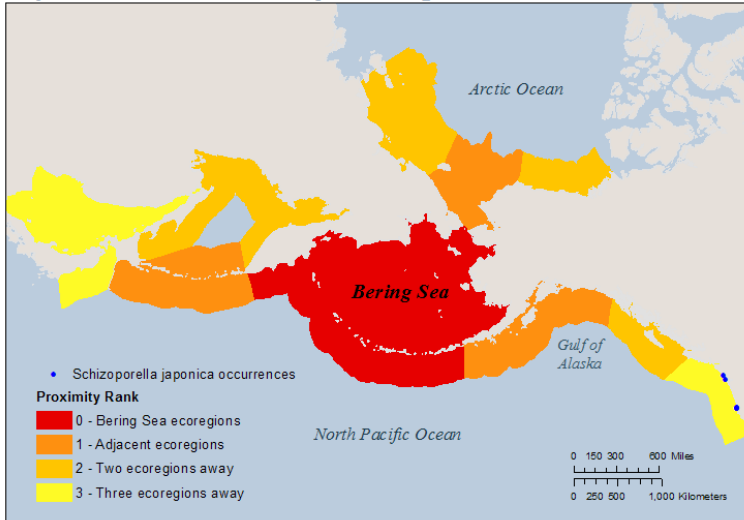 Arctic Ocean
Bering Sea
Gulf of
Alaska
Schizoporella japonica occurrences
Proximity Rank
0 - Bering Sea ecoregions
1 - Adjacent ecoregions
2 - Two ecoregions away
3 - Three ecoregions away
North Pacific Ocean
0 150 300 600 Miles
0 250 500 1,000 Kilometers